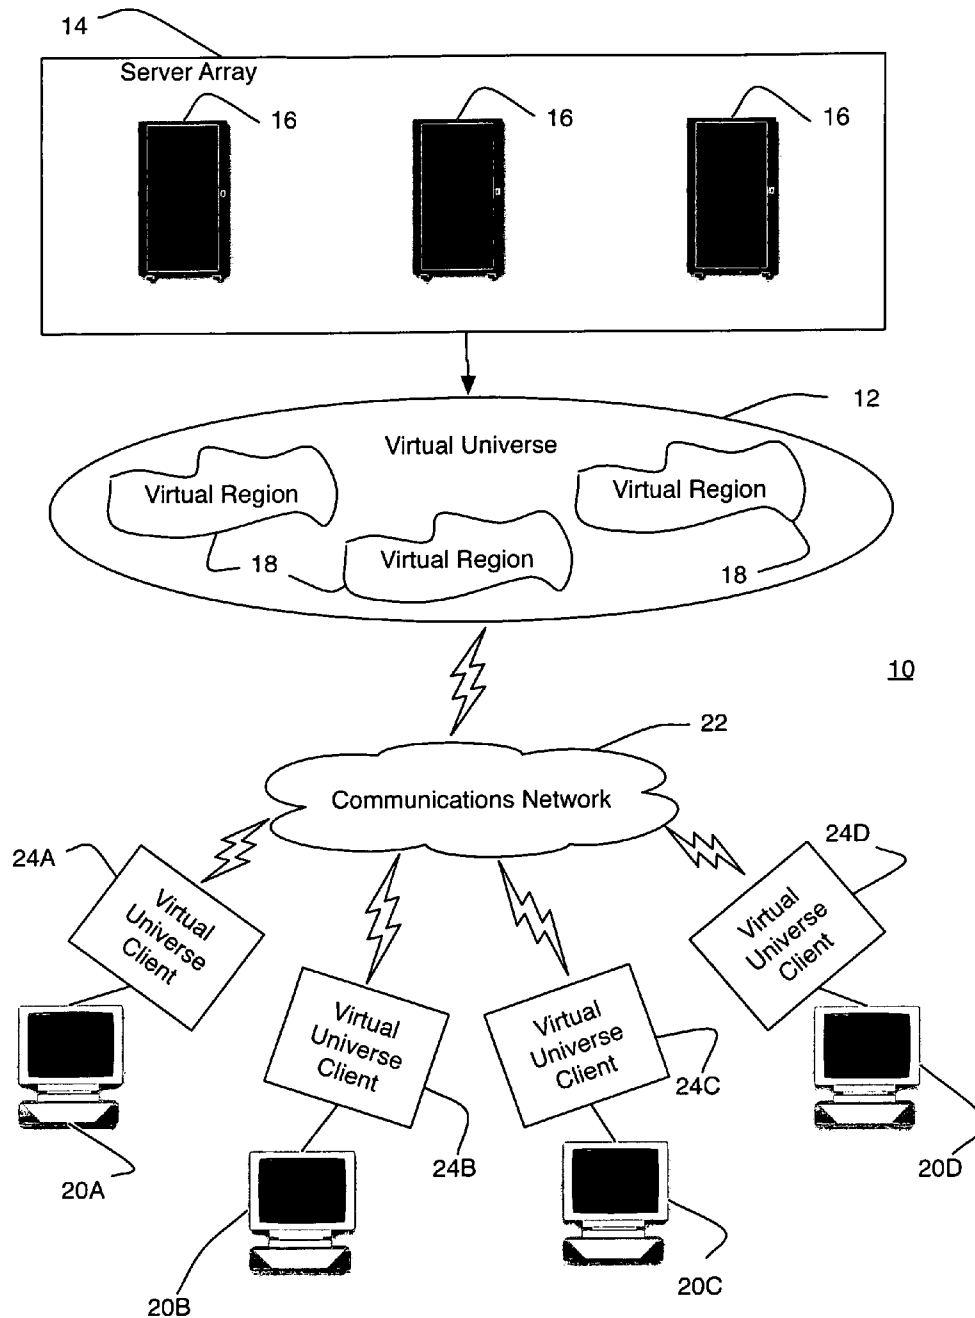 14
Server Array
16
16
16
12
Virtual Universe
Virtual Region
Virtual Region
Virtual Region
18
18
10
22
Communications Network
24A
24D
Virtual
Universe
Client
Virtual
Universe
Client
Virtual
Universe
Client
Virtual
Universe
Client
24B
24C
20A
20D
20B
20C